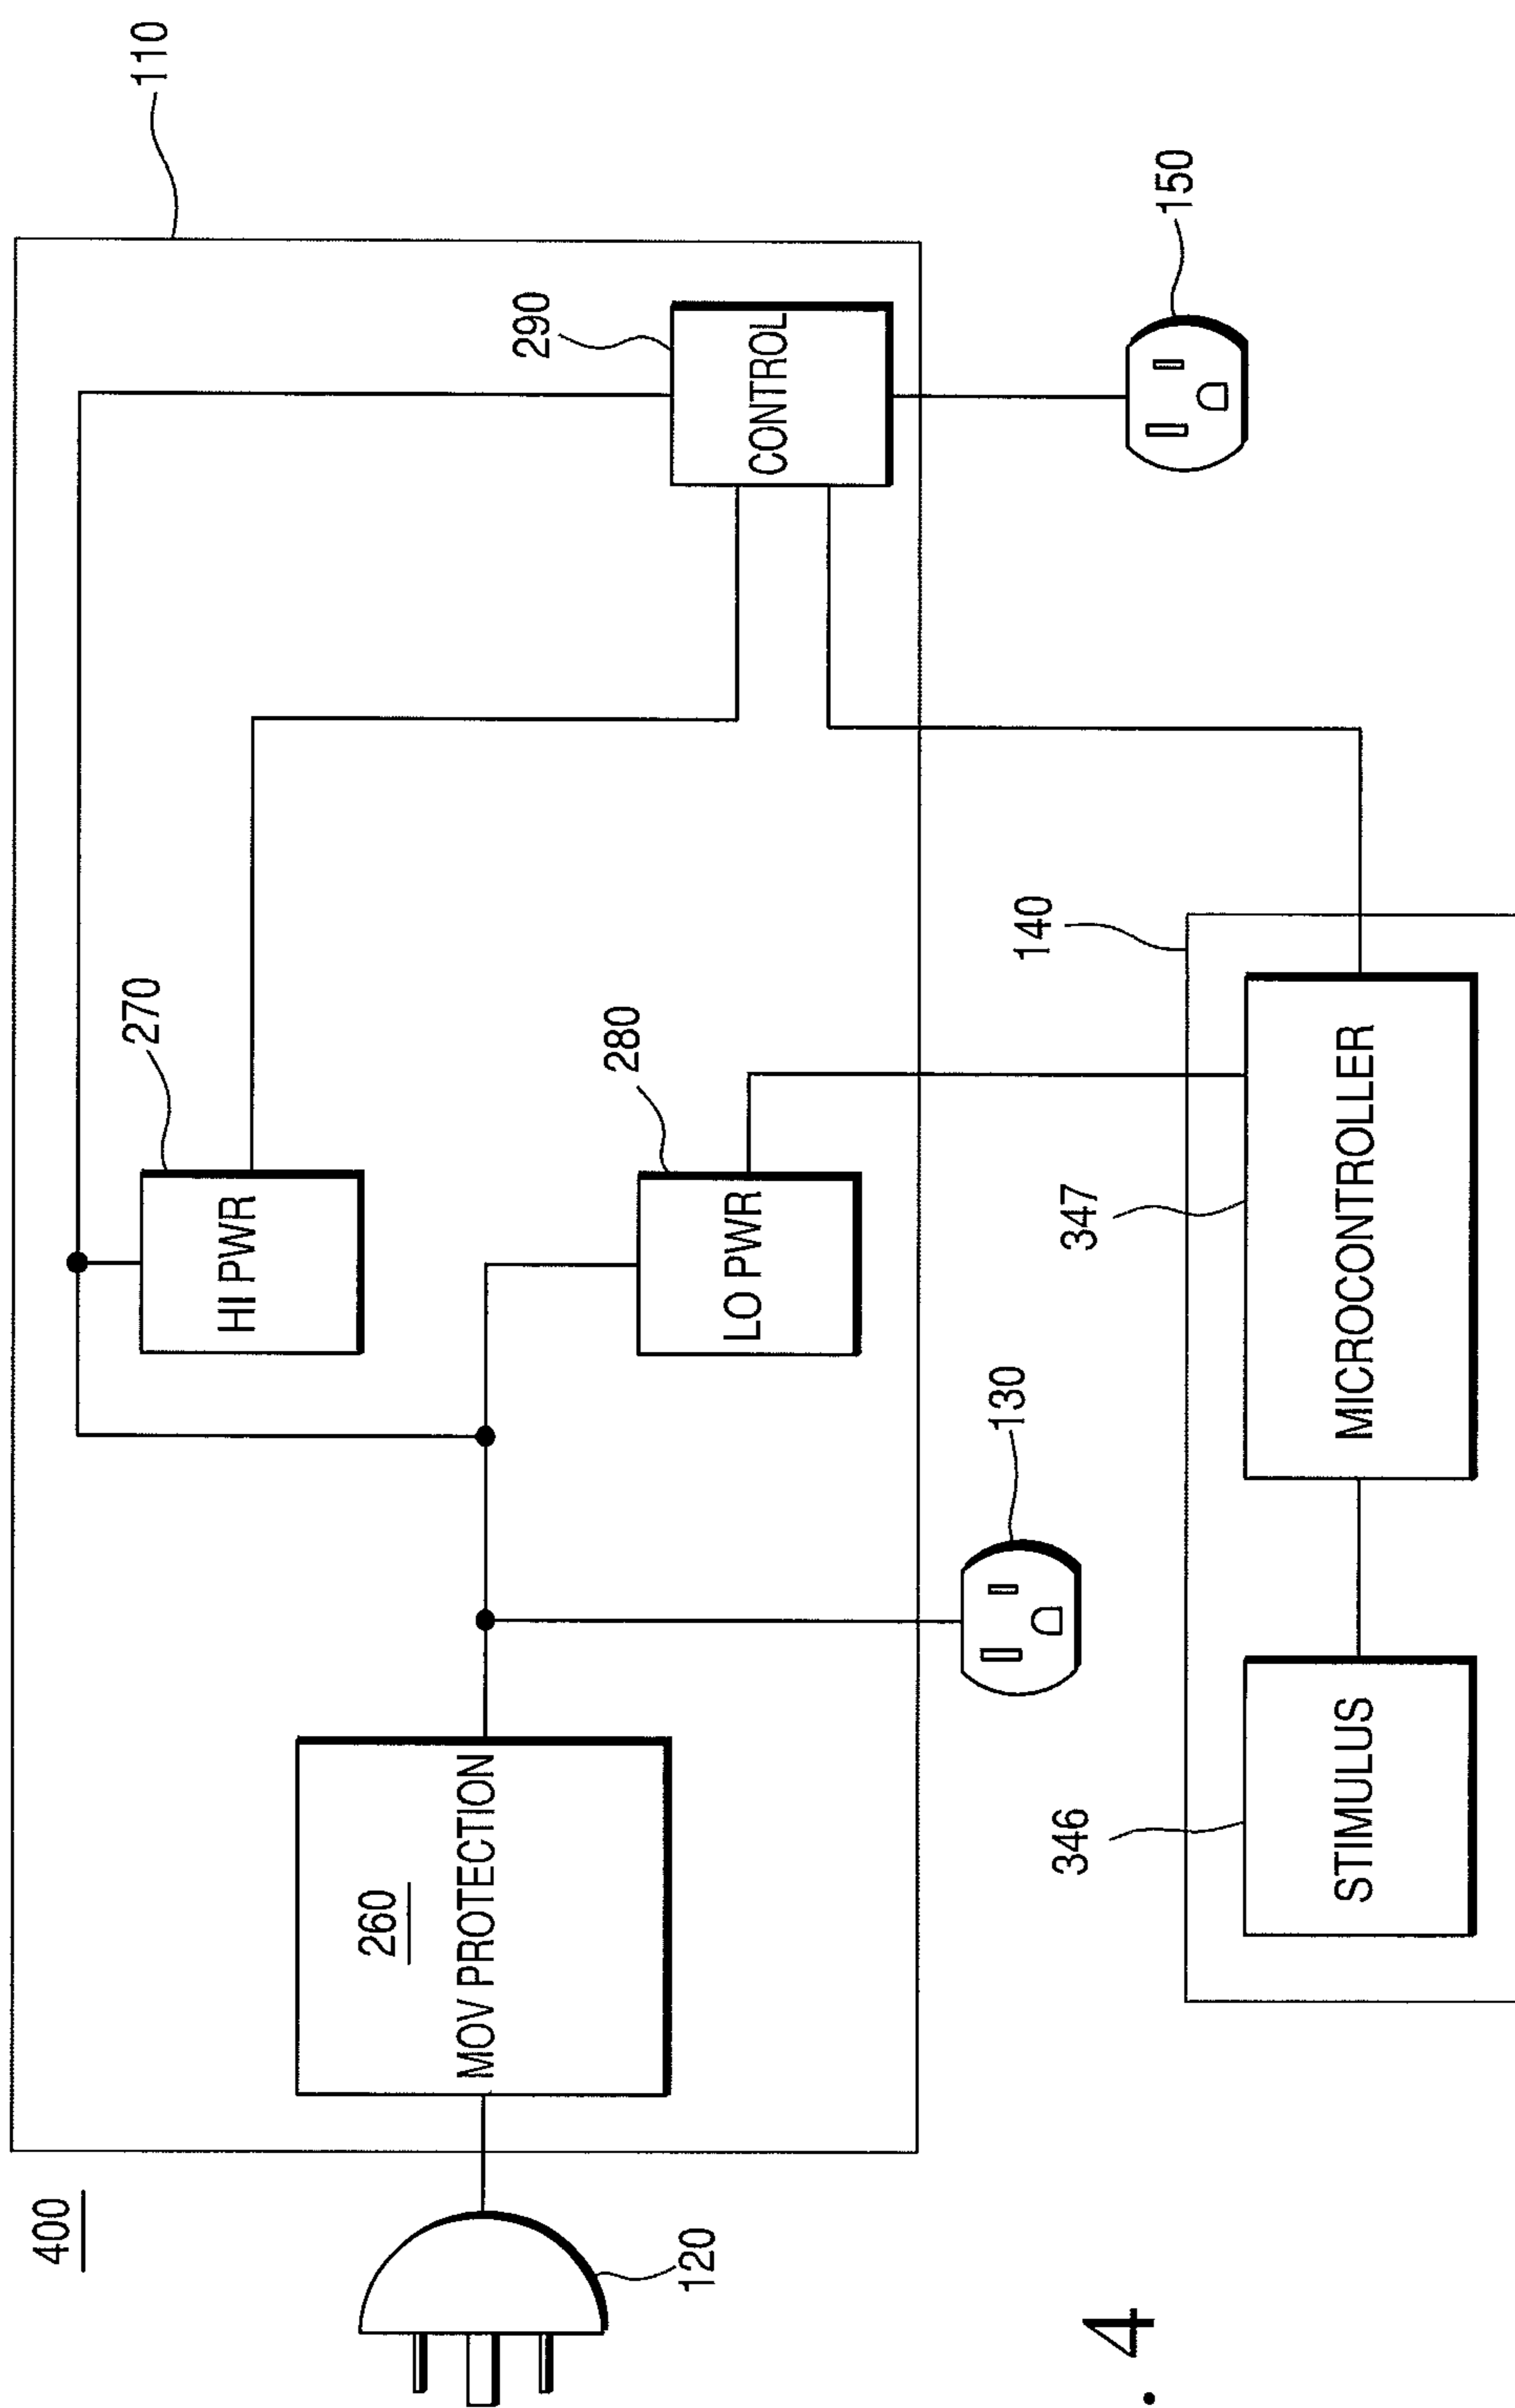 400
110
120
260
MOV PROTECTION
270
HI PWR
280
LO PWR
290
CONTROL
130
150
140
346
STIMULUS
347
MICROCONTROLLER
. 4